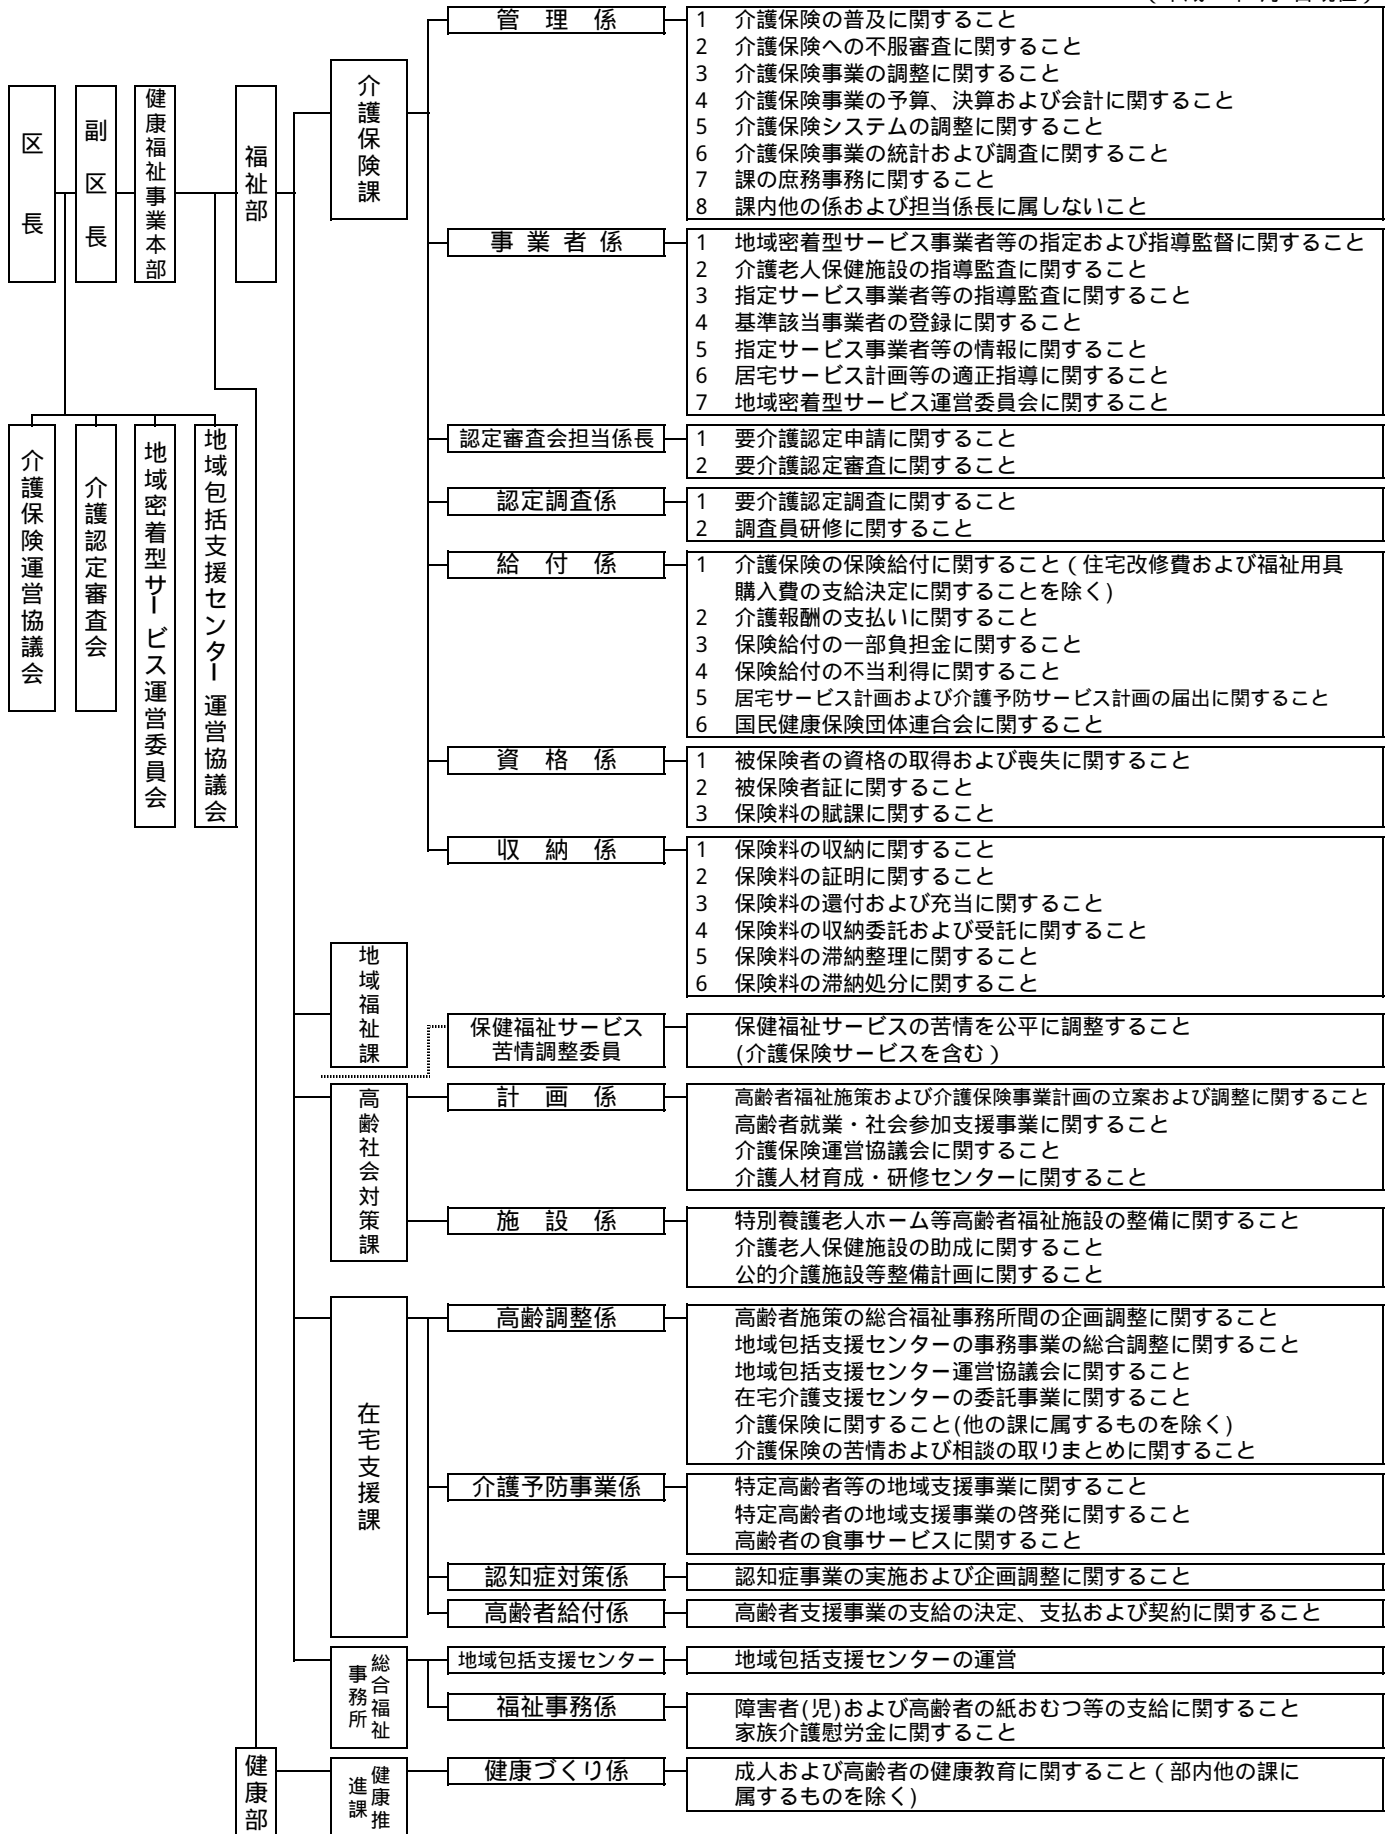 区長
副区長
健康福祉事業本部
福祉部
介護保険運営協議会
介護認定審査会
地域密着型サービス運営委員会
地域包括支援センター運営協議会
介護保険課
管理係
1 介護保険の普及に関すること
2 介護保険への不服審査に関すること
3 介護保険事業の調整に関すること
4 介護保険事業の予算、決算および会計に関すること
5 介護保険システムの調整に関すること
6 介護保険事業の統計および調査に関すること
7 課の庶務事務に関すること
8 課内他の係および担当係長に属しないこと
事業者係
1 地域密着型サービス事業者等の指定および指導監督に関すること
2 介護老人保健施設の指導監査に関すること
3 指定サービス事業者等の指導監査に関すること
4 基準該当事業者の登録に関すること
5 指定サービス事業者等の情報に関すること
6 居宅サービス計画等の適正指導に関すること
7 地域密着型サービス運営委員会に関すること
認定審査会担当係長
1 要介護認定申請に関すること
2 要介護認定審査に関すること
認定調査係
1 要介護認定調査に関すること
2 調査員研修に関すること
給付係
1 介護保険の保険給付に関すること(住宅改修費および福祉用具
購入費の支給決定に関することを除く)
2 介護報酬の支払いに関すること
3 保険給付の一部負担金に関すること
4 保険給付の不当利得に関すること
5 居宅サービス計画および介護予防サービス計画の届出に関すること
6 国民健康保険団体連合会に関すること
資格係
1 被保険者の資格の取得および喪失に関すること
2 被保険者証に関すること
3 保険料の賦課に関すること
収納係
1 保険料の収納に関すること
2 保険料の証明に関すること
3 保険料の還付および充当に関すること
4 保険料の収納委託および受託に関すること
5 保険料の滞納整理に関すること
6 保険料の滞納処分に関すること
地域福祉課
保健福祉サービス
苦情調整委員
保健福祉サービスの苦情を公平に調整すること
(介護保険サービスを含む)
高齢社会対策課
計画係
高齢者福祉施策および介護保険事業計画の立案および調整に関すること
高齢者就業・社会参加支援事業に関すること
介護保険運営協議会に関すること
介護人材育成・研修センターに関すること
施設係
特別養護老人ホーム等高齢者福祉施設の整備に関すること
介護老人保健施設の助成に関すること
公的介護施設等整備計画に関すること
在宅支援課
高齢調整係
高齢者施策の総合福祉事務所間の企画調整に関すること
地域包括支援センターの事務事業の総合調整に関すること
地域包括支援センター運営協議会に関すること
在宅介護支援センターの委託事業に関すること
介護保険に関すること(他の課に属するものを除く)
介護保険の苦情および相談の取りまとめに関すること
介護予防事業係
特定高齢者等の地域支援事業に関すること
特定高齢者の地域支援事業の啓発に関すること
高齢者の食事サービスに関すること
認知症対策係
認知症事業の実施および企画調整に関すること
高齢者給付係
高齢者支援事業の支給の決定、支払および契約に関すること
総合福祉
事務所
地域包括支援センター
地域包括支援センターの運営
福祉事務係
障害者(児)および高齢者の紙おむつ等の支給に関すること
家族介護慰労金に関すること
健康部
健康推
進課
健康づくり係
成人および高齢者の健康教育に関すること(部内他の課に
属するものを除く)